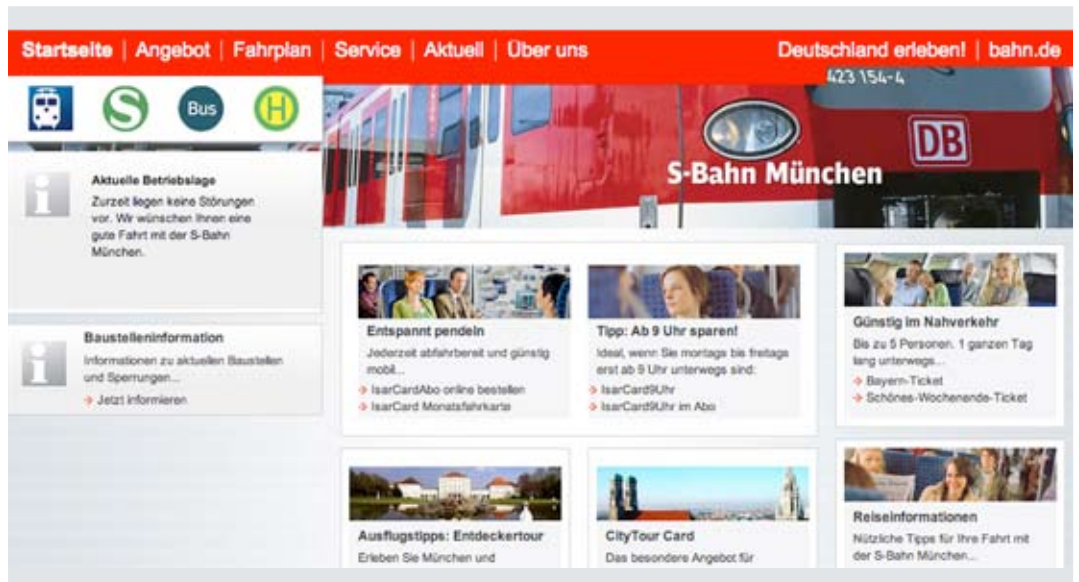 Startseite | Angebot | Fahrplan | Service | Aktuell | Über uns
Deutschland erleben! | bahn.de
423 154-4
S
Bus
H
DB
S-Bahn München
Aktuelle Betriebslage
Zurzeit liegen keine Störungen
vor. Wir wünschen Ihnen eine
gute Fahrt mit der S-Bahn
München.
Baustelleninformation
Informationen zu aktuellen Baustellen
und Sperrungen...
Jetzt informieren
Entspannt pendeln
Jederzeit abfahrbereit und günstig
mobil...
IsarCardAbo online bestellen
IsarCard Monatsfahrkarte
Tipp: Ab 9 Uhr sparen!
Ideal, wenn Sie montags bis freitags
erst ab 9 Uhr unterwegs sind:
IsarCard9Uhr
IsarCard9Uhr im Abo
Günstig im Nahverkehr
Bis zu 5 Personen. 1 ganzen Tag
lang unterwegs...
Bayern-Ticket
Schönes-Wochenende-Ticket
Ausflugstipps: Entdeckertour
Erleben Sie München und
CityTour Card
Das besondere Angebot für
Reiseinformationen
Nützliche Tipps für Ihre Fahrt mit
der S-Bahn München...